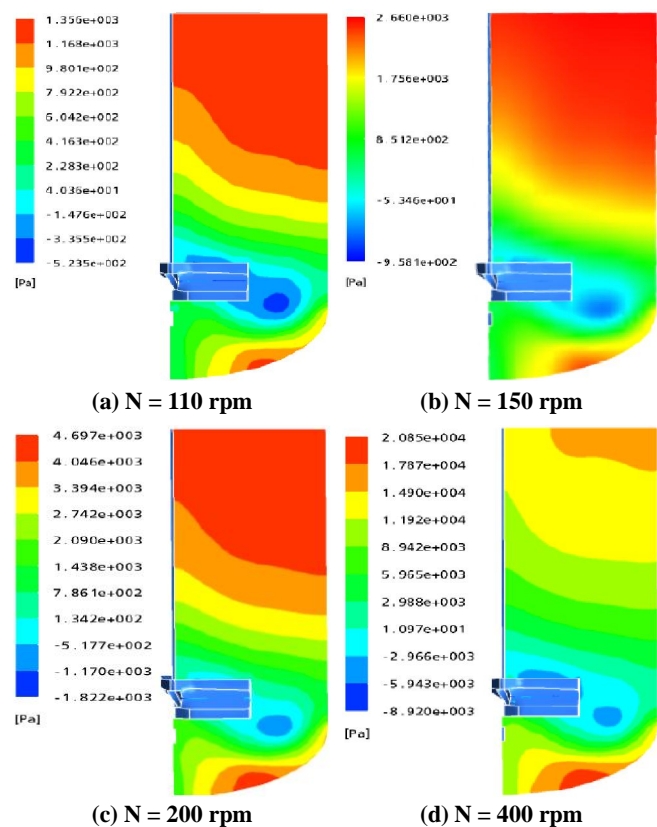 1.356e+003
1.168e+003
9.801e+002
7.922e+002
6.042e+002
4.163e+002
2.283e+002
4.036e+001
-1.476e+002
-3.355e+002
-5.235e+002
[Pa]
2.660e+003
1.756e+003
8.512e+002
-5.346e+001
-9.581e+002
[Pa]
(a) N = 110 rpm
(b) N = 150 rpm
4.697e+003
4.046e+003
3.394e+003
2.742e+003
2.090e+003
1.438e+003
7.861e+002
1.342e+002
-5.177e+002
-1.170e+003
-1.822e+003
[Pa]
2.085e+004
1.787e+004
1.490e+004
1.192e+004
8.942e+003
5.965e+003
2.988e+003
1.097e+001
-2.966e+003
-5.943e+003
-8.920e+003
[Pa]
(c) N = 200 rpm
(d) N = 400 rpm